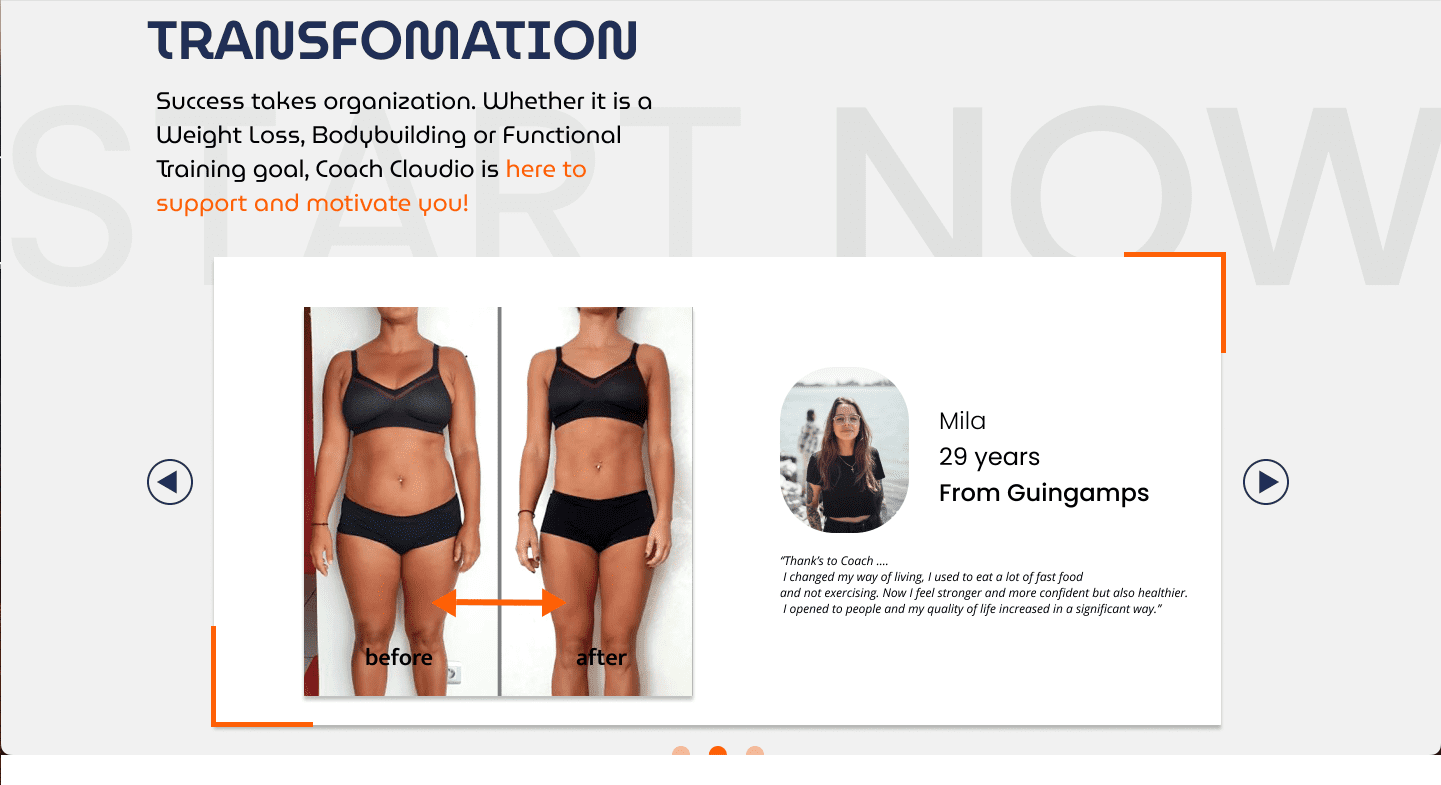 TRANSFOMATION
Success takes organization. Whether it is a
Weight Loss, Bodybuilding or Functional
Training goal, Coach Claudio is here to
support and motivate you!
START NOW
before
after
Mila
29 years
From Guingamps
“Thank's to Coach ....
I changed my way of living, I used to eat a lot of fast food
and not exercising. Now I feel stronger and more confident but also healthier.
I opened to people and my quality of life increased in a significant way.”